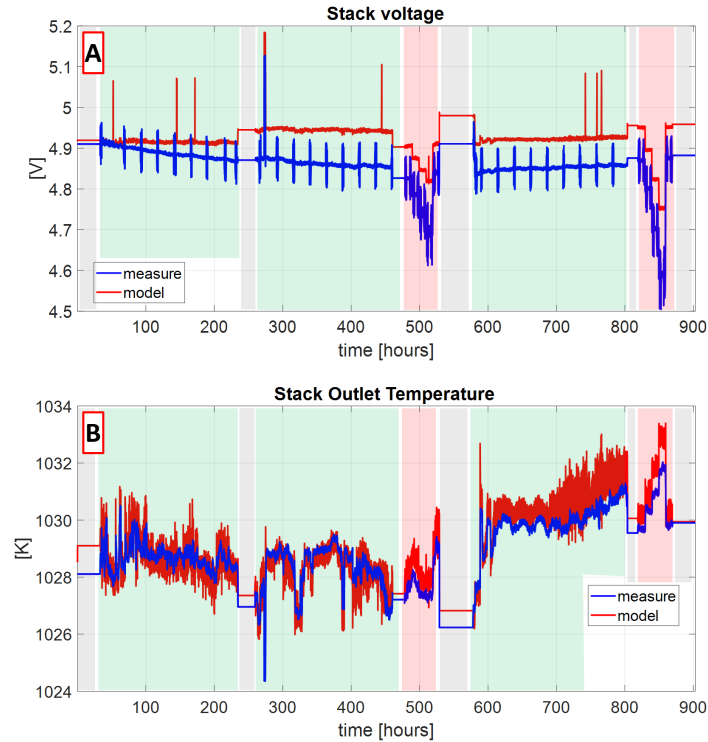 Stack voltage
A
5.2
5.1
5
4.9
4.8
4.7
4.6
4.5
[V]
measure
model
100 200 300 400 500 600 700 800 900
time [hours]
Stack Outlet Temperature
B
1034
1032
1030
1028
1026
1024
[K]
measure
model
100 200 300 400 500 600 700 800 900
time [hours]